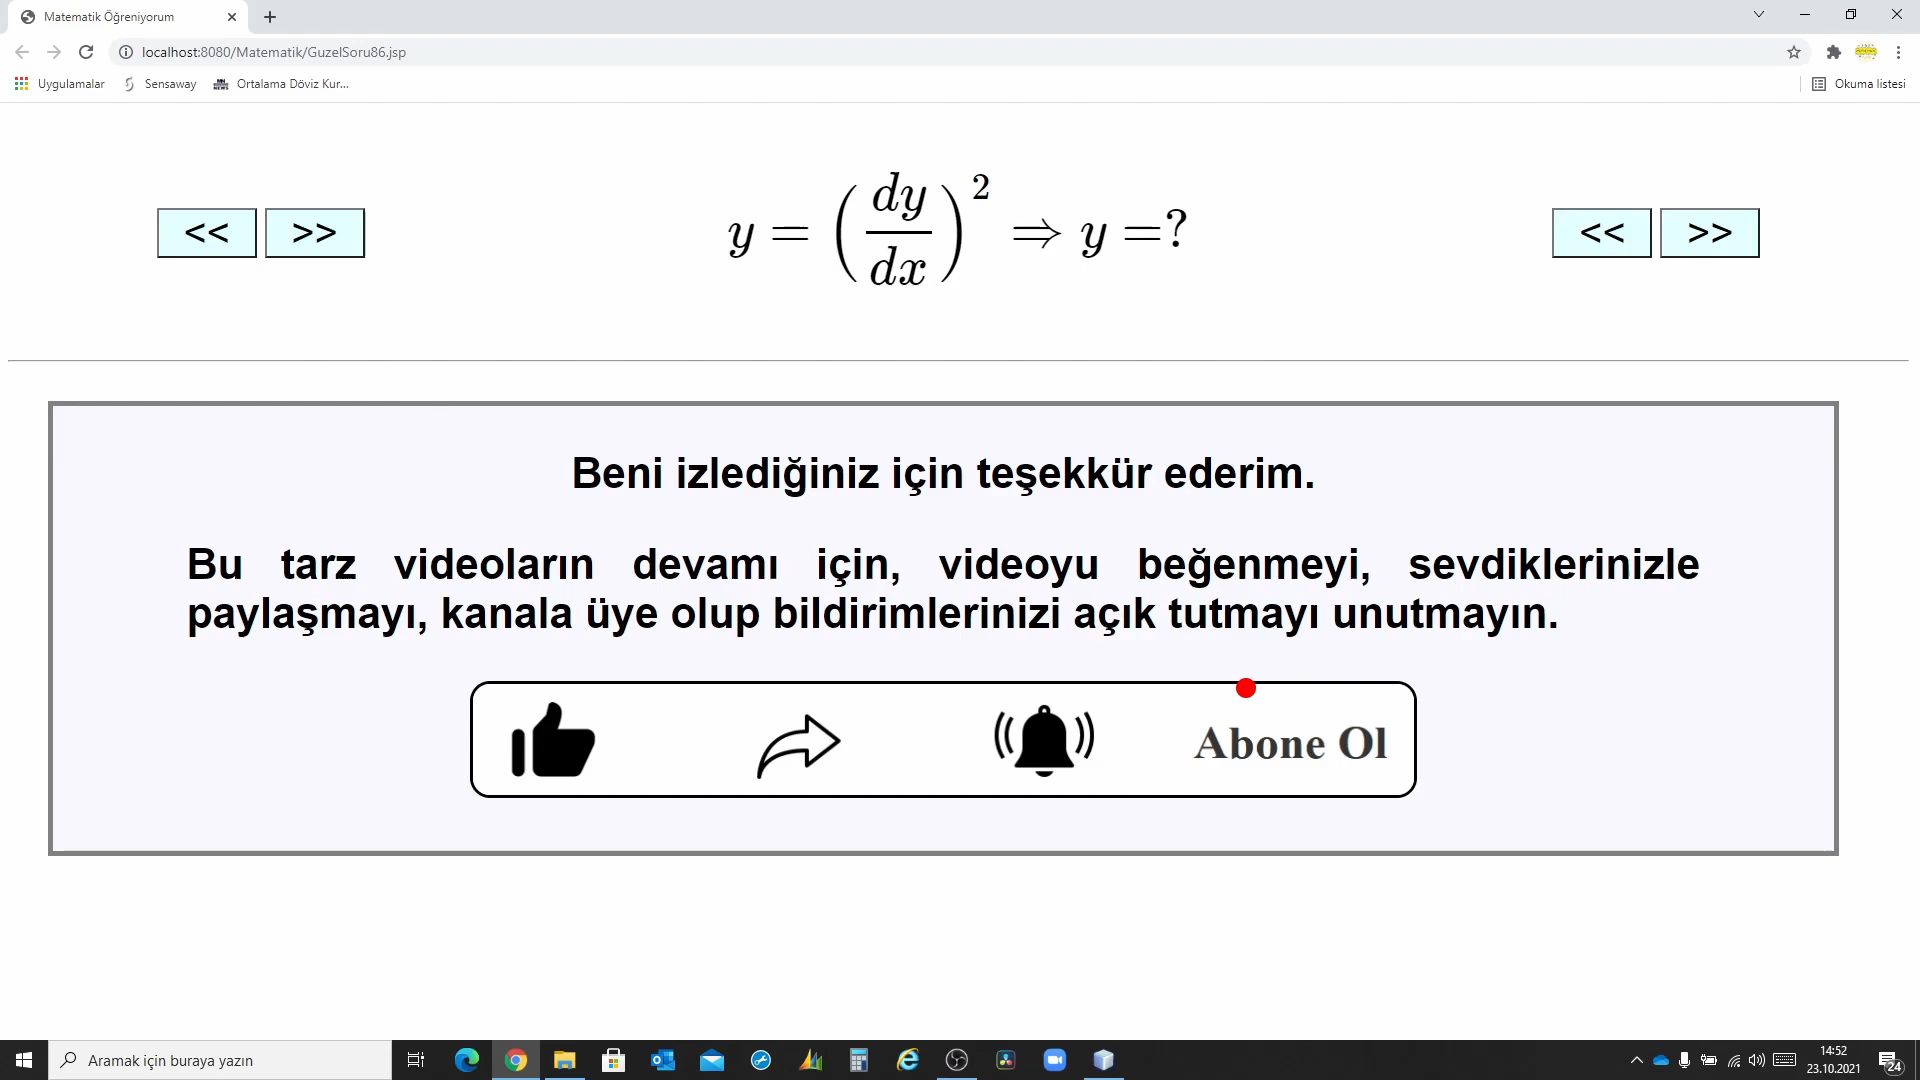 Matematik Öğreniyorum
localhost:8080/Matematik/GuzelSoru86.jsp
Uygulamalar Sensaway Ortalama Döviz Kur... Okuma listesi
<< >> y = (dy/dx)² ⇒ y =? << >>
Beni izlediğiniz için teşekkür ederim.
Bu tarz videoların devamı için, videoyu beğenmeyi, sevdiklerinizle
paylaşmayı, kanala üye olup bildirimlerinizi açık tutmayı unutmayın.
Abone Ol
Aramak için buraya yazın
14:52
23.10.2021
24